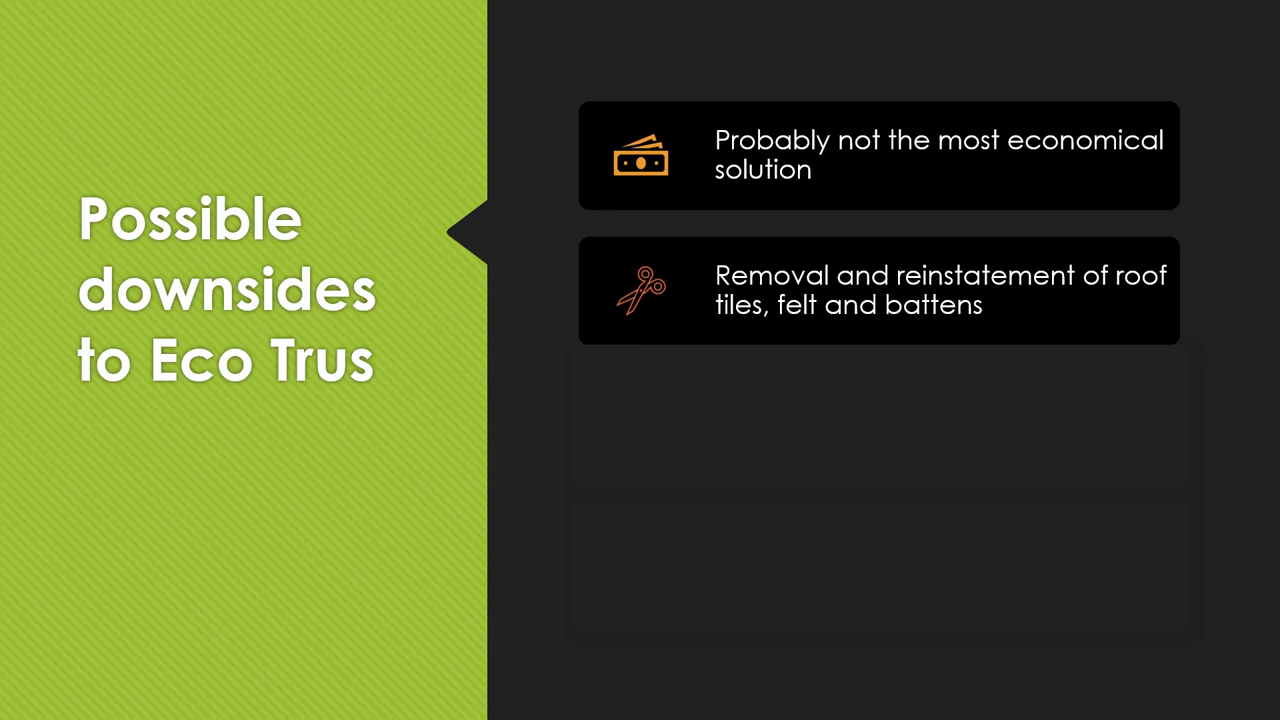 Possible
downsides
to Eco Trus
Probably not the most economical
solution
Removal and reinstatement of roof
tiles, felt and battens